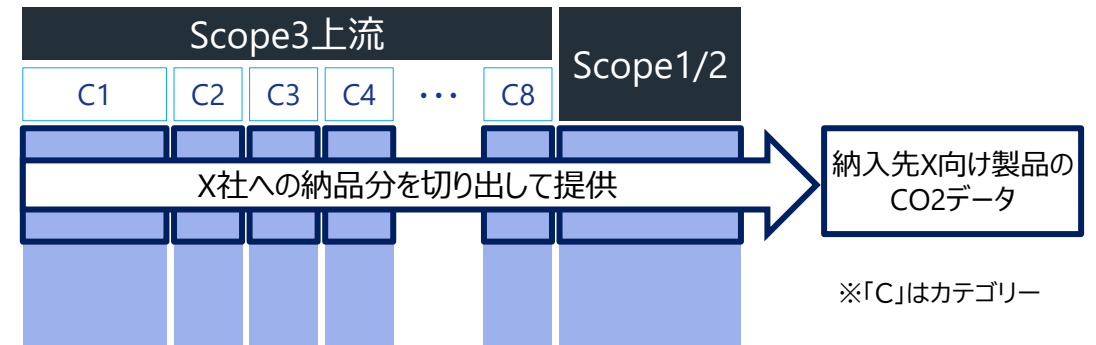 Scope3上流
Scope1/2
C1 C2 C3 C4 ・・・ C8
X社への納品分を切り出して提供
納入先X向け製品の
CO2データ
※「C」はカテゴリー